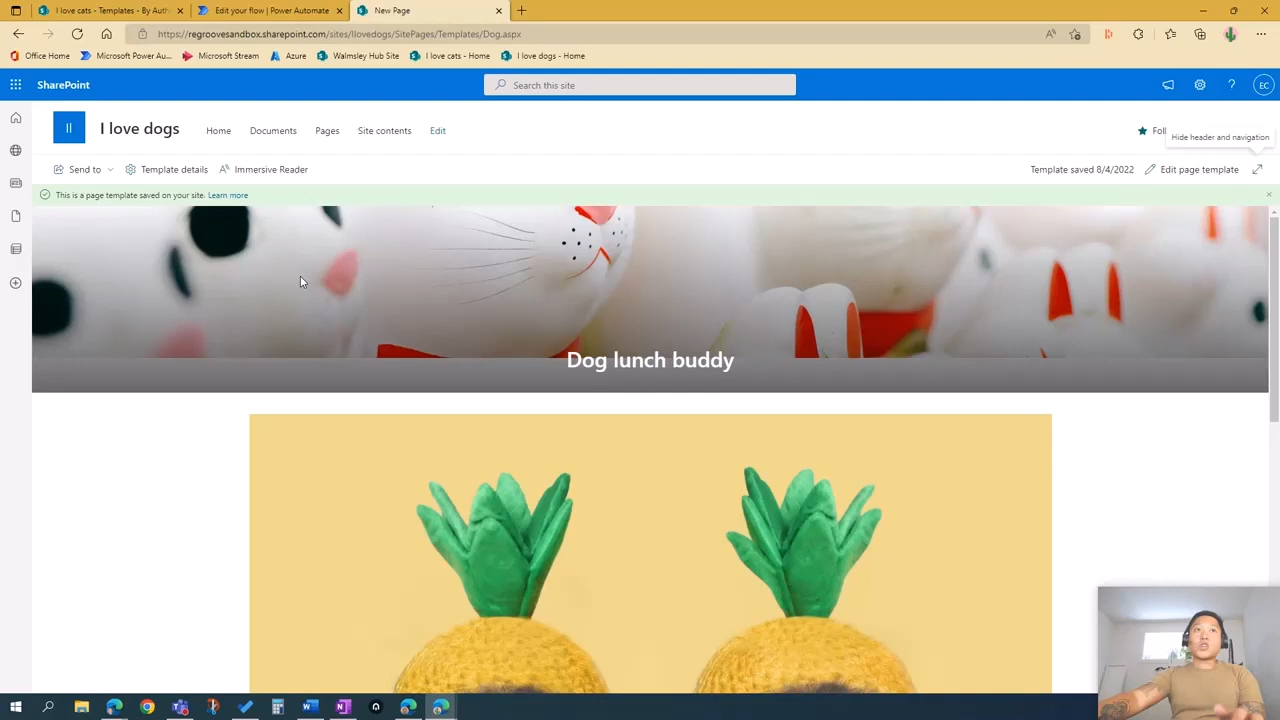 I love cats - Templates - By Auth
Edit your flow | Power Automate
New Page
https://regroovesandbox.sharepoint.com/sites/Ilovedogs/SitePages/Templates/Dog.aspx
Office Home
Microsoft Power Au...
Microsoft Stream
Azure
Walmsley Hub Site
I love cats - Home
I love dogs - Home
SharePoint
Search this site
EC
Il
I love dogs
Home
Documents
Pages
Site contents
Edit
Foll
Hide header and navigation
Send to
Template details
Immersive Reader
Template saved 8/4/2022
Edit page template
This is a page template saved on your site. Learn more
Dog lunch buddy